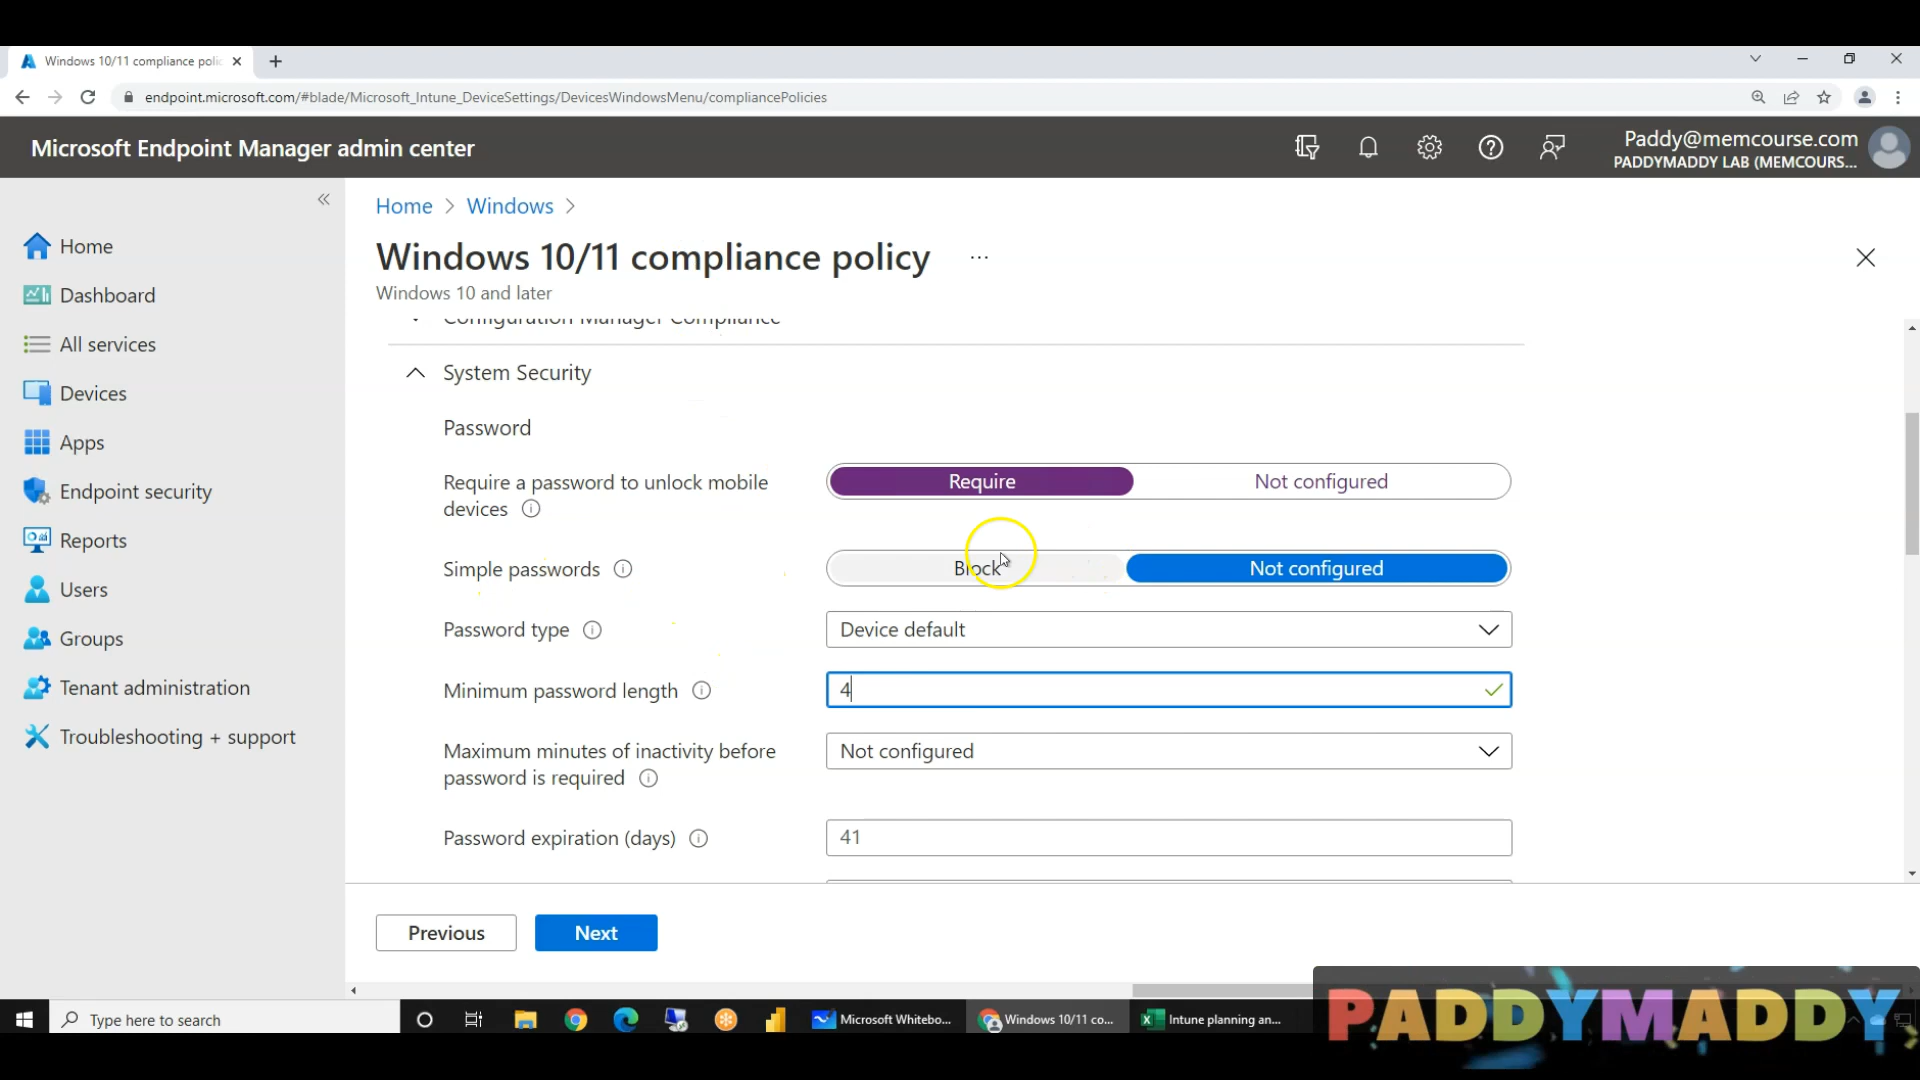 Windows 10/11 compliance polic
endpoint.microsoft.com/#blade/Microsoft_Intune_DeviceSettings/DevicesWindowsMenu/compliancePolicies
Microsoft Endpoint Manager admin center
Paddy@memcourse.com
PADDYMADDY LAB (MEMCOURS...
Home
Dashboard
All services
Devices
Apps
Endpoint security
Reports
Users
Groups
Tenant administration
Troubleshooting + support
Home > Windows >
Windows 10/11 compliance policy ...
Windows 10 and later
Configuration Manager Compliance
System Security
Password
Require a password to unlock mobile
devices
Require Not configured
Simple passwords Block Not configured
Password type Device default
Minimum password length 4
Maximum minutes of inactivity before
password is required
Not configured
Password expiration (days) 41
Previous Next
Type here to search
Microsoft Whitebo...
Windows 10/11 co...
Intune planning an...
PADDYMADDY